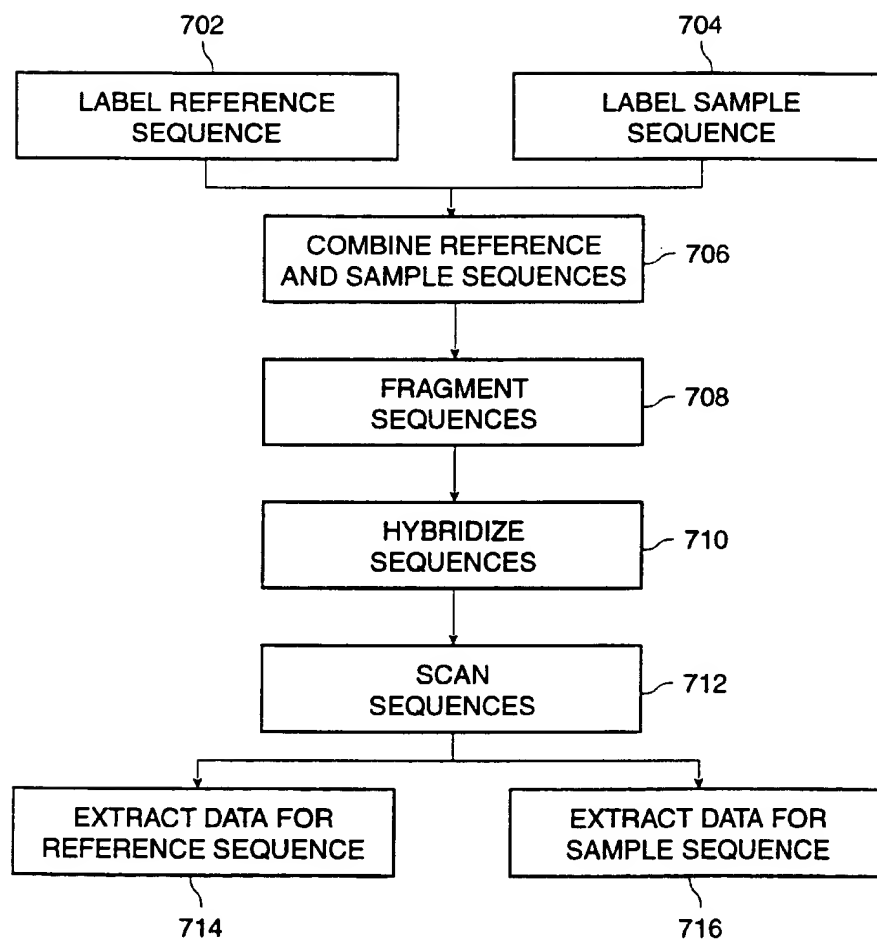 702
704
LABEL REFERENCE
SEQUENCE
LABEL SAMPLE
SEQUENCE
COMBINE REFERENCE
AND SAMPLE SEQUENCES
706
FRAGMENT
SEQUENCES
708
HYBRIDIZE
SEQUENCES
710
SCAN
SEQUENCES
712
EXTRACT DATA FOR
REFERENCE SEQUENCE
EXTRACT DATA FOR
SAMPLE SEQUENCE
714
716